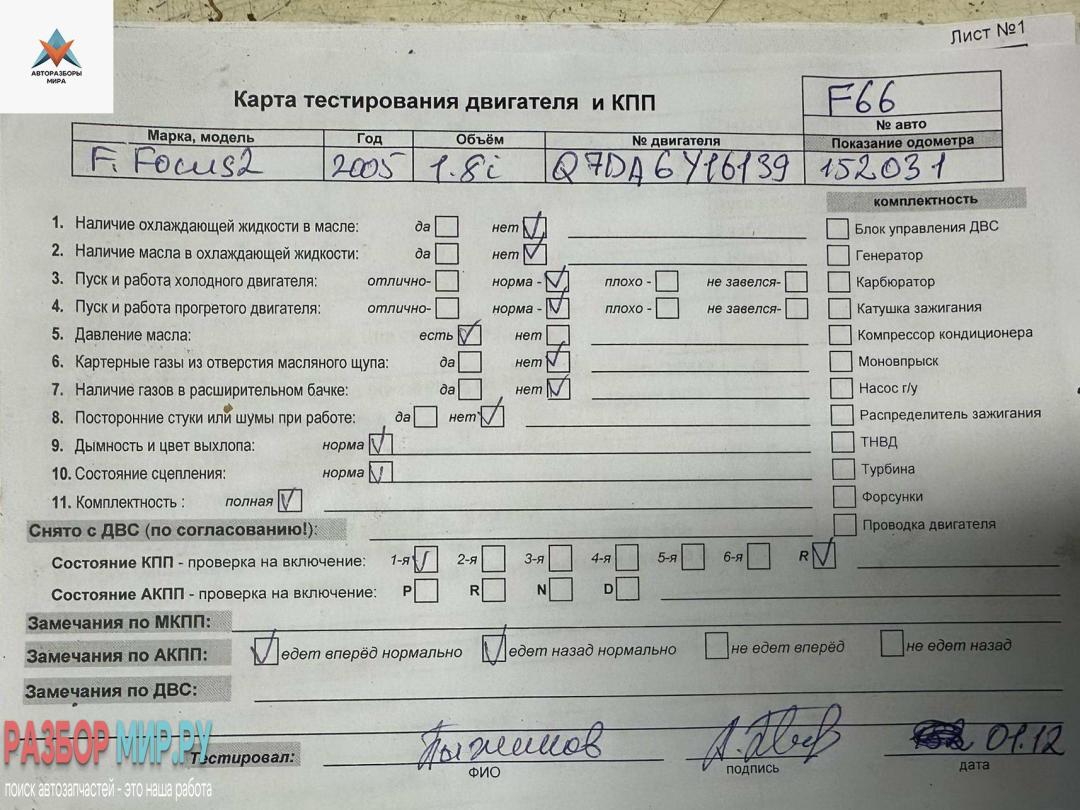 Лист №1
АВТОРАЗБОРЫ
МИРА
Карта тестирования двигателя и КПП
F66
№ авто
Марка, модель Год Объём № двигателя Показание одометра
F. Focus2 2005 1.8i Q7DA 6Y16139 152031
комплектность
1. Наличие охлаждающей жидкости в масле: да нет
Блок управления ДВС
2. Наличие масла в охлаждающей жидкости: да нет
Генератор
3. Пуск и работа холодного двигателя: отлично- норма - плохо - не завелся-
Карбюратор
4. Пуск и работа прогретого двигателя: отлично- норма - плохо - не завелся-
Катушка зажигания
5. Давление масла: есть нет
Компрессор кондиционера
6. Картерные газы из отверстия масляного щупа: да нет
Моновпрыск
7. Наличие газов в расширительном бачке: да нет
Насос г/у
8. Посторонние стуки или шумы при работе: да нет
Распределитель зажигания
9. Дымность и цвет выхлопа: норма
ТНВД
10. Состояние сцепления: норма
Турбина
11. Комплектность : полная
Форсунки
Снято с ДВС (по согласованию!):
Проводка двигателя
Состояние КПП - проверка на включение: 1-я 2-я 3-я 4-я 5-я 6-я R
Состояние АКПП - проверка на включение: P R N D
Замечания по МКПП:
Замечания по АКПП: едет вперёд нормально едет назад нормально не едет вперёд не едет назад
Замечания по ДВС:
Тестировал: 01.12
ФИО подпись дата
РАЗБОР МИР.РУ
поиск автозапчастей - это наша работа